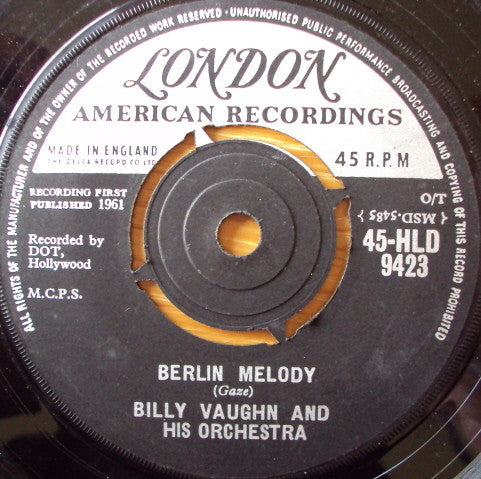 ALL RIGHTS OF THE MANUFACTURER AND OF THE OWNER OF THE RECORDED WORK RESERVED · UNAUTHORISED PUBLIC PERFORMANCE BROADCASTING AND COPYING OF THIS RECORD PROHIBITED
LONDON
AMERICAN RECORDINGS
MADE IN ENGLAND
THE DECCA RECORD CO LTD
45 R.P.M
RECORDING FIRST
PUBLISHED 1961
O/T
{ MSD·5485 }
Recorded by
DOT,
Hollywood
45-HLD
9423
M.C.P.S.
BERLIN MELODY
(Gaze)
BILLY VAUGHN AND
HIS ORCHESTRA